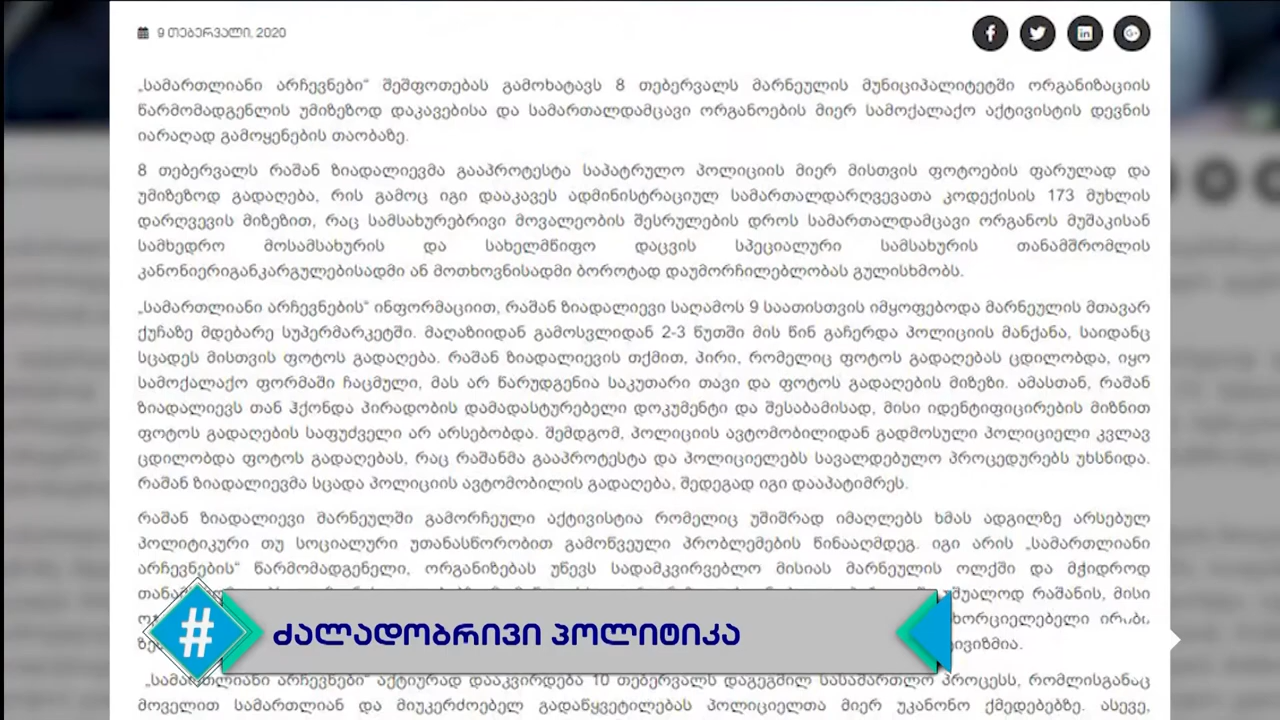 9 თებერვალი, 2020
„სამართლიანი არჩევნები“ შეშფოთებას გამოხატავს 8 თებერვალს მარნეულის მუნიციპალიტეტში ორგანიზაციის
წარმომადგენლის უმიზეზოდ დაკავებისა და სამართალდამცავი ორგანოების მიერ სამოქალაქო აქტივისტის დევნის
იარაღად გამოყენების თაობაზე.
8 თებერვალს რამან ზიადალიევმა გააპროტესტა საპატრულო პოლიციის მიერ მისთვის ფოტოების ფარულად და
უმიზეზოდ გადაღება, რის გამოც იგი დააკავეს ადმინისტრაციულ სამართალდარღვევათა კოდექსისის 173 მუხლის
დარღვევის მიზეზით, რაც სამსახურებრივი მოვალეობის შესრულების დროს სამართალდამცავი ორგანოს მუშაკისან
სამხედრო მოსამსახურის და სახელმწიფო დაცვის სპეციალური სამსახურის თანამშრომლის
კანონიერიგანკარგულებისადმი ან მოთხოვნისადმი ბოროტად დაუმორჩილებლობას გულისხმობს.
„სამართლიანი არჩევნების“ ინფორმაციით, რამან ზიადალიევი საღამოს 9 საათისთვის იმყოფებოდა მარნეულის მთავარ
ქუჩაზე მდებარე სუპერმარკეტში. მაღაზიიდან გამოსვლიდან 2-3 წუთში მის წინ გაჩერდა პოლიციის მანქანა, საიდანც
სცადეს მისთვის ფოტოს გადაღება. რამან ზიადალიევის თქმით, პირი, რომელიც ფოტოს გადაღებას ცდილობდა, იყო
სამოქალაქო ფორმაში ჩაცმული, მას არ წარუდგენია საკუთარი თავი და ფოტოს გადაღების მიზეზი. ამასთან, რამან
ზიადალიევს თან ჰქონდა პირადობის დამადასტურებელი დოკუმენტი და შესაბამისად, მისი იდენტიფიცირების მიზნით
ფოტოს გადაღების საფუძველი არ არსებობდა. შემდგომ, პოლიციის ავტომობილიდან გადმოსული პოლიციელი კვლავ
ცდილობდა ფოტოს გადაღებას, რაც რამანმა გააპროტესტა და პოლიციელებს სავალდებულო პროცედურებს უხსნიდა.
რამან ზიადალიევმა სცადა პოლიციის ავტომობილის გადაღება, შედეგად იგი დააპატიმრეს.
რამან ზიადალიევი მარნეულში გამორჩეული აქტივისტია რომელიც უშიშრად იმაღლებს ხმას ადგილზე არსებულ
პოლიტიკური თუ სოციალური უთანასწორობით გამოწვეული პრობლემების წინააღმდეგ. იგი არის „სამართლიანი
არჩევნების“ წარმომადგენელი, ორგანიზებას უწევს სადამკვირვებლო მისიას მარნეულის ოლქში და მჭიდროდ
უშუალოდ რამანის, მისი
# ძალადობრივი პოლიტიკა
„სამართლიანი არჩევნები“ აქტიურად დააკვირდება 10 თებერვალს დაგეგმილ სასამართლო პროცესს, რომლისგანაც
მოველით სამართლიან და მიუკერძოებელ გადაწყვეტილებას პოლიციელთა მიერ უკანონო ქმედებებზე. ასევე,